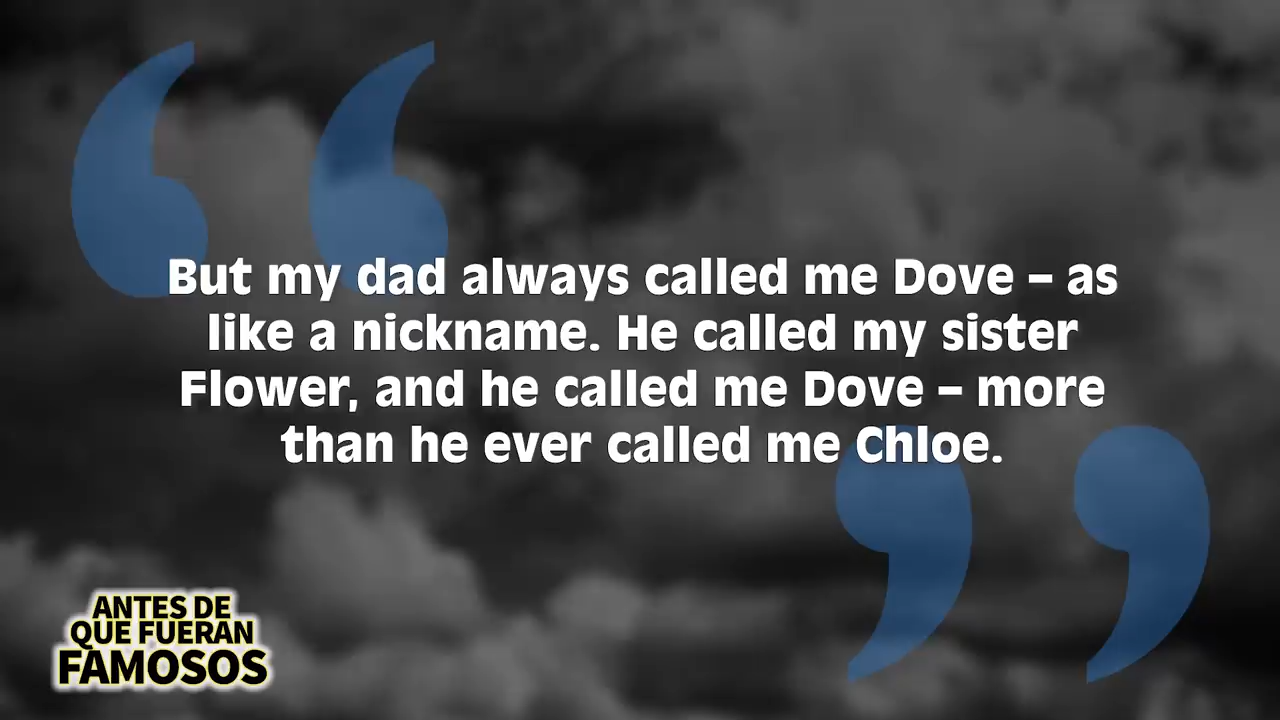 But my dad always called me Dove – as
like a nickname. He called my sister
Flower, and he called me Dove – more
than he ever called me Chloe.
ANTES DE
QUE FUERAN
FAMOSOS